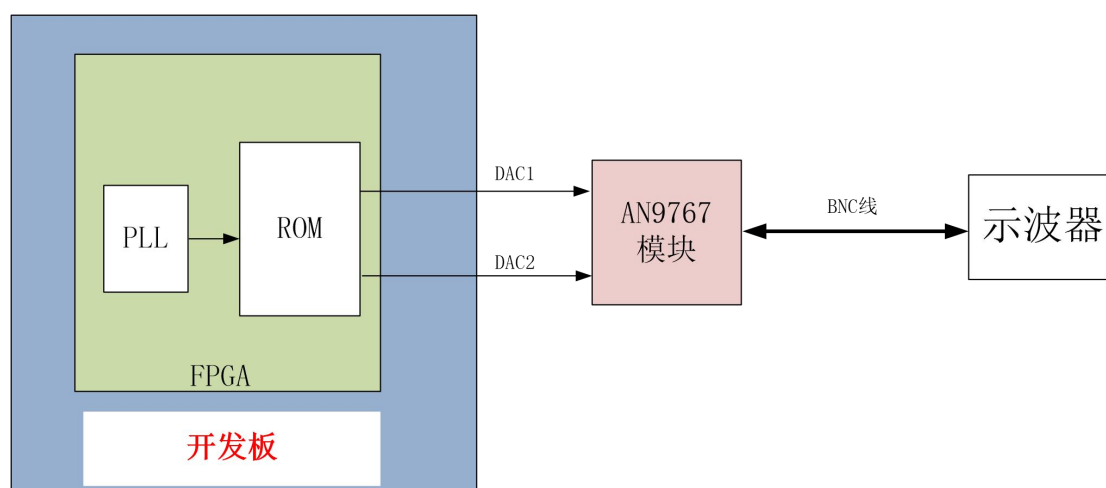 DAC1
PLL
ROM
AN9767
模块
BNC线
示波器
DAC2
FPGA
开发板